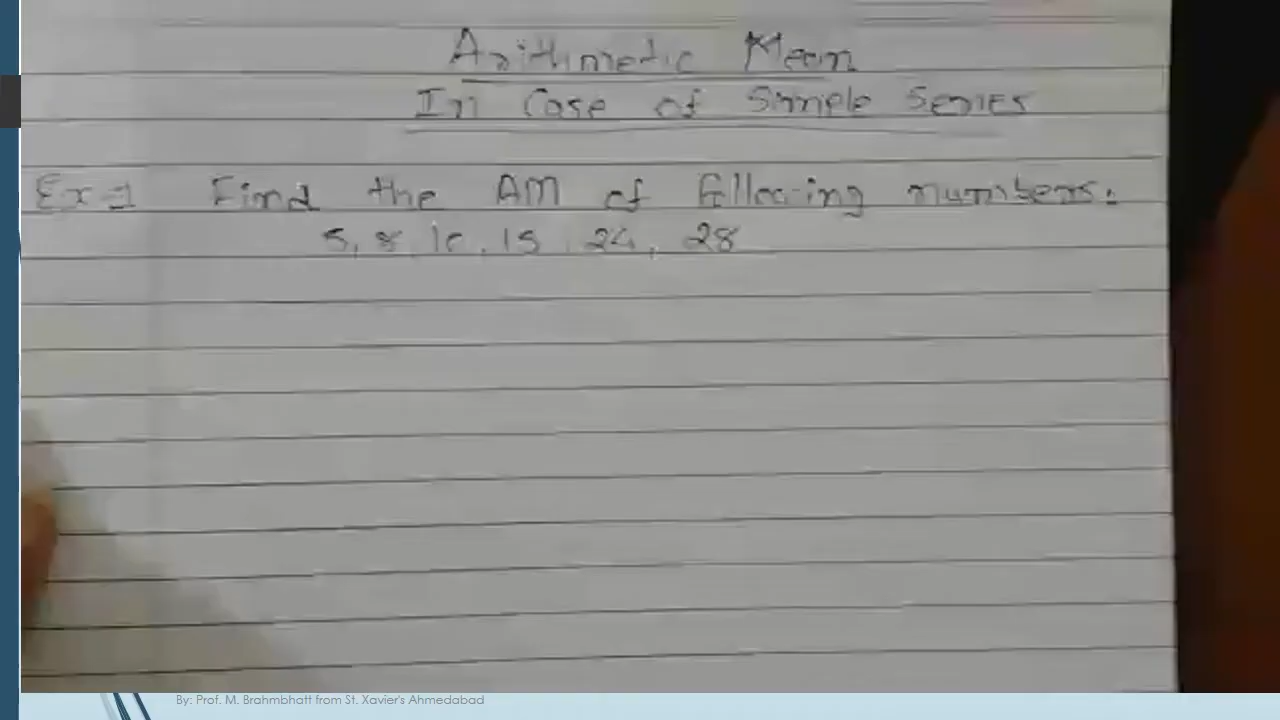 Arithmetic Mean
In Case of Simple Series
Ex-1 Find the AM of following numbers:
5, 8, 10, 15, 24, 28
By: Prof. M. Brahmbhatt from St. Xavier's Ahmedabad